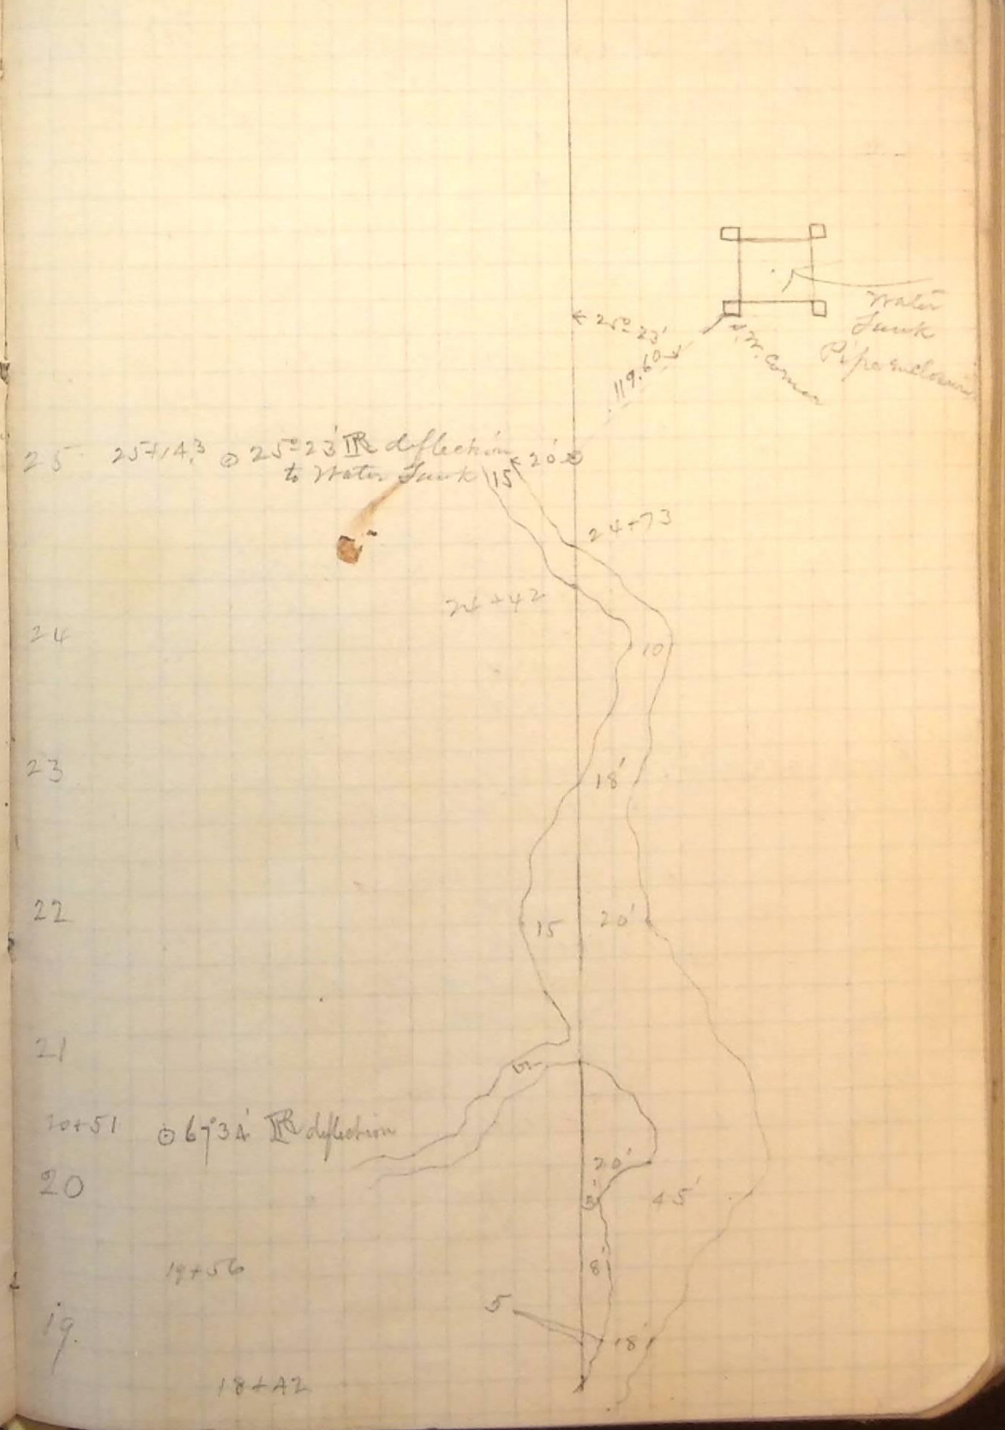 Water
Tank
Pipe enclosure
← 25° 23'
S.W. Corner
119.60
25 25+14.3 ⊙ 25° 23' R deflection ← 20'
to Water Tank 15
24+73
24+42
24 10
23 18'
22 15 20'
21
20+51 ⊙ 67° 34' R deflection
20'
20 45'
19+56 8'
5
19. 18'
18+42